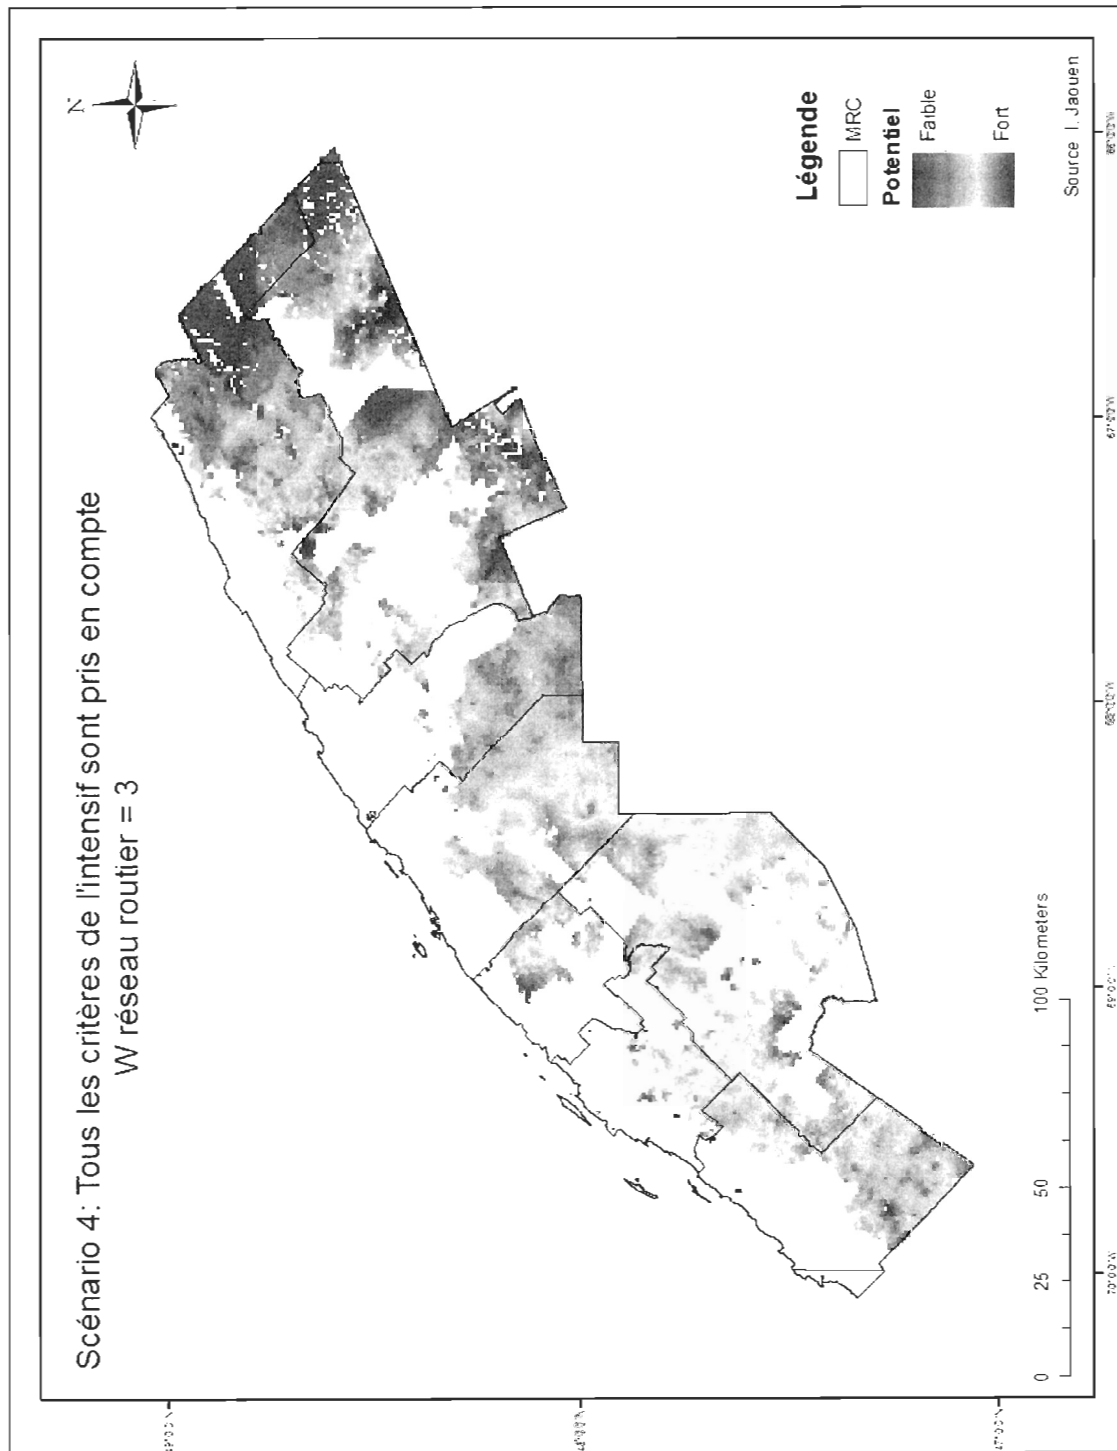 Scénario 4: Tous les critères de l'intensif sont pris en compte
W réseau routier = 3
N
Légende
MRC
Potentiel
Faible
Fort
Source I. Jaouen
0 25 50 100 Kilometers